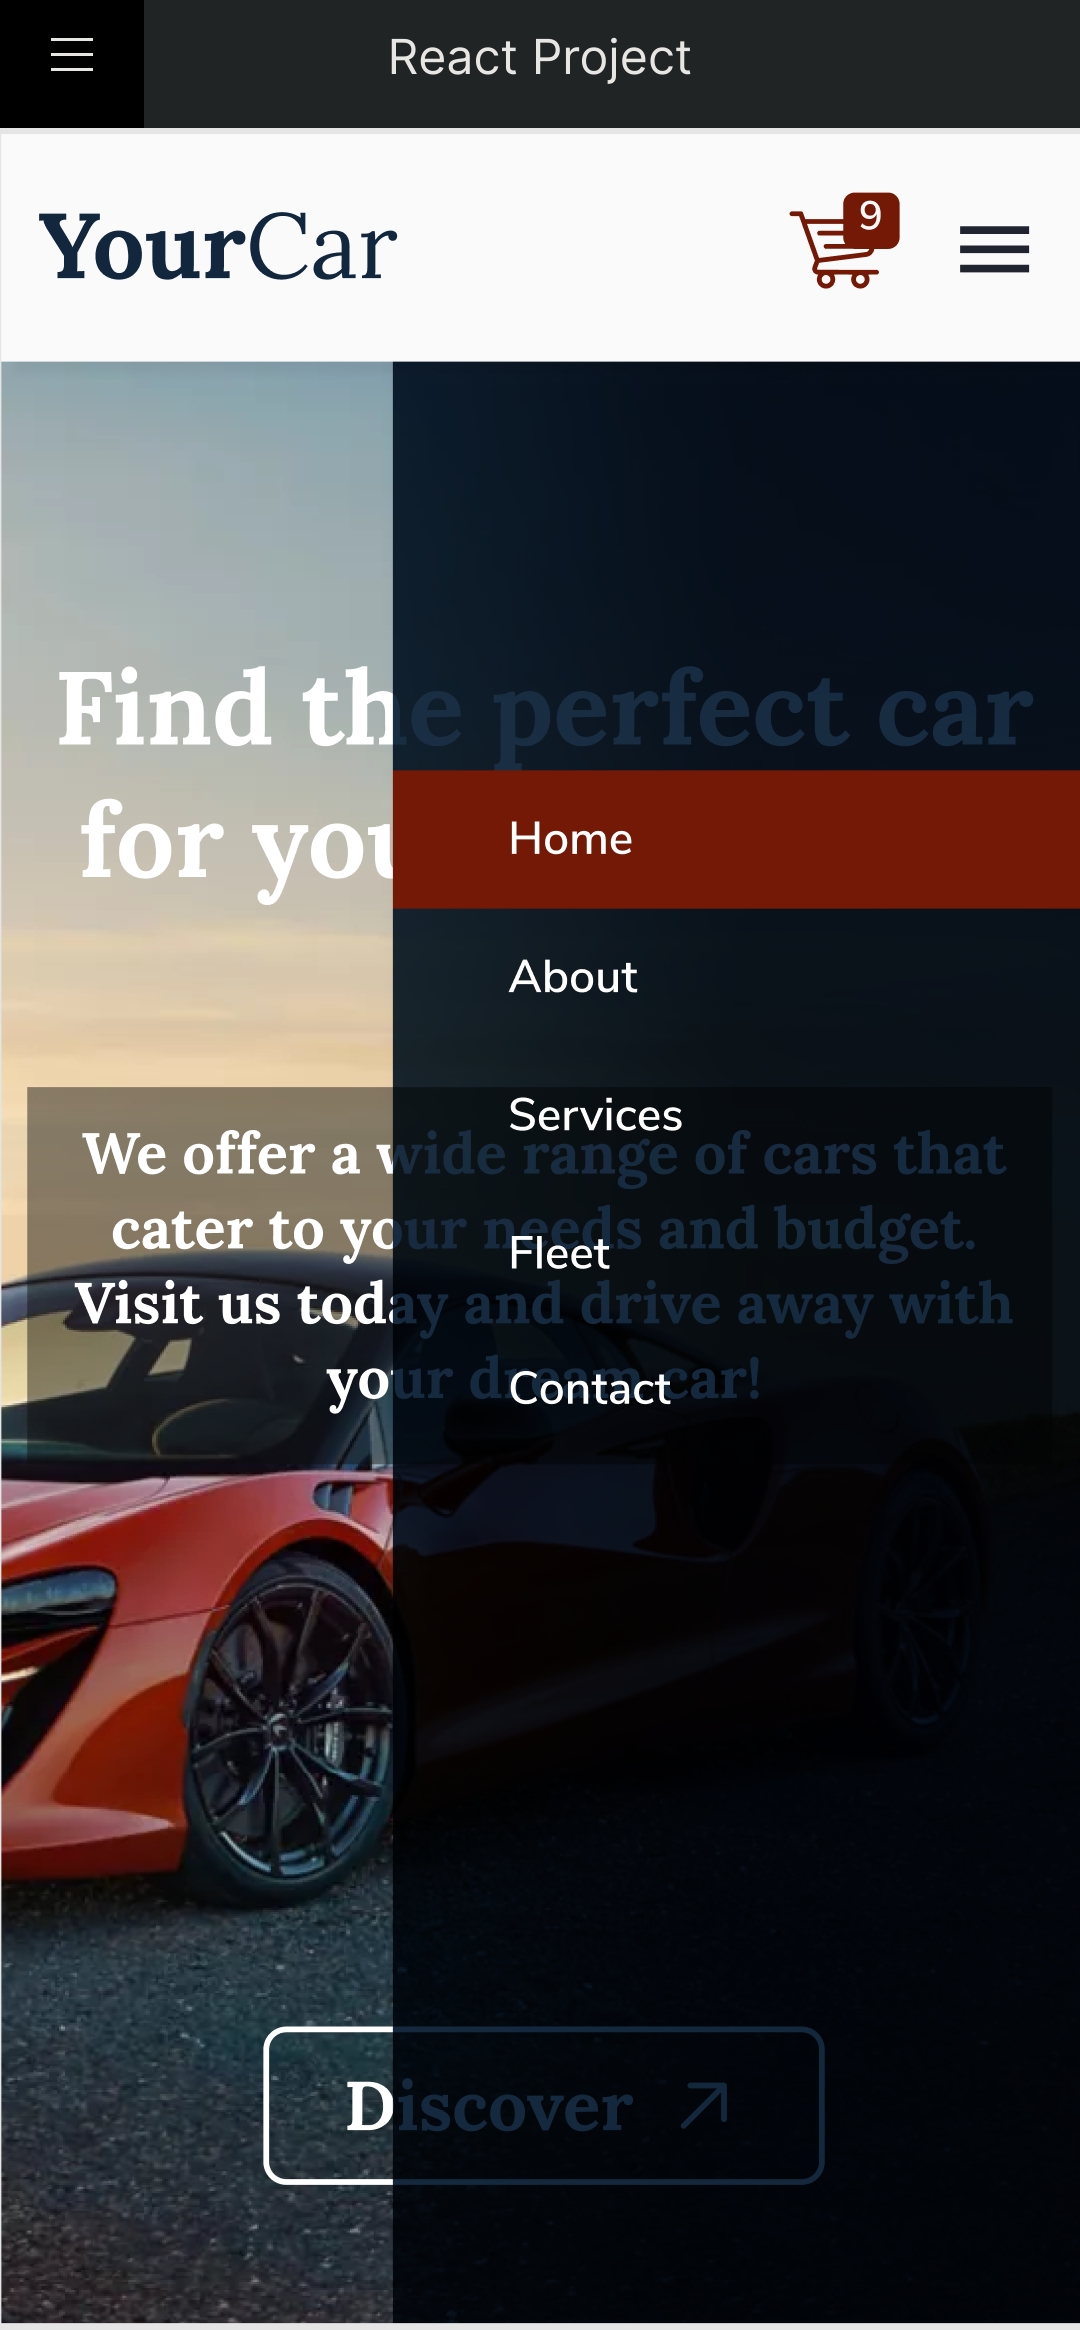 React Project
YourCar
9
Find the perfect car
for you
Home
About
Services
We offer a wide range of cars that
cater to your needs and budget.
Fleet
Visit us today and drive away with
your dream car!
Contact
Discover